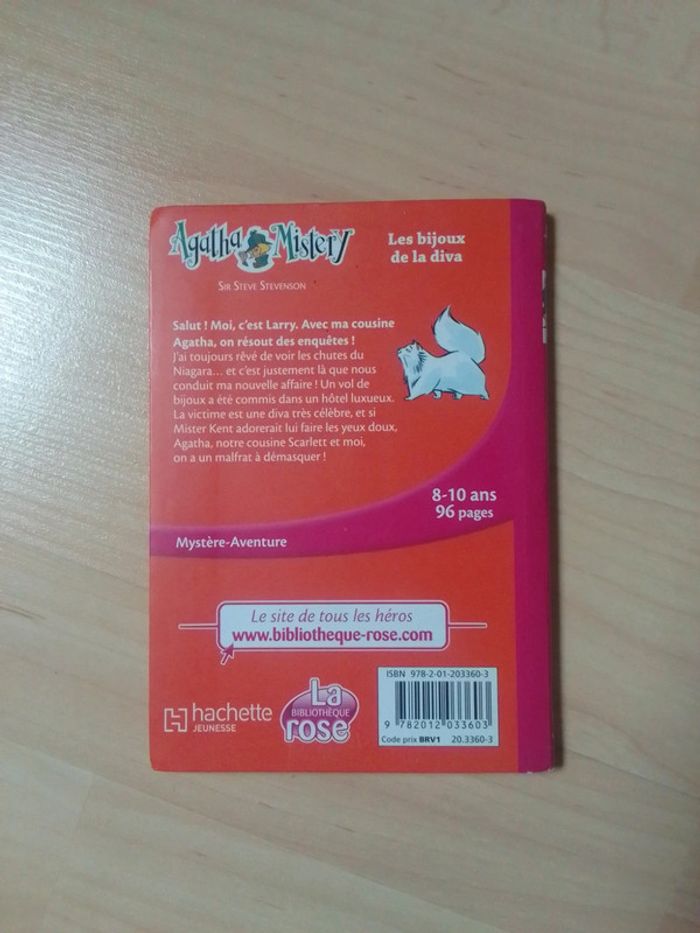 Agatha Mistery
SIR STEVE STEVENSON
Les bijoux
de la diva
Salut ! Moi, c'est Larry. Avec ma cousine
Agatha, on résout des enquêtes !
J'ai toujours rêvé de voir les chutes du
Niagara... et c'est justement là que nous
conduit ma nouvelle affaire ! Un vol de
bijoux a été commis dans un hôtel luxueux.
La victime est une diva très célèbre, et si
Mister Kent adorerait lui faire les yeux doux,
Agatha, notre cousine Scarlett et moi,
on a un malfrat à démasquer !
8-10 ans
96 pages
Mystère-Aventure
Le site de tous les héros
www.bibliotheque-rose.com
hachette
JEUNESSE
La
BIBLIOTHÈQUE
rose
ISBN 978-2-01-203360-3
9 782012 033603
Code prix BRV1 20.3360-3